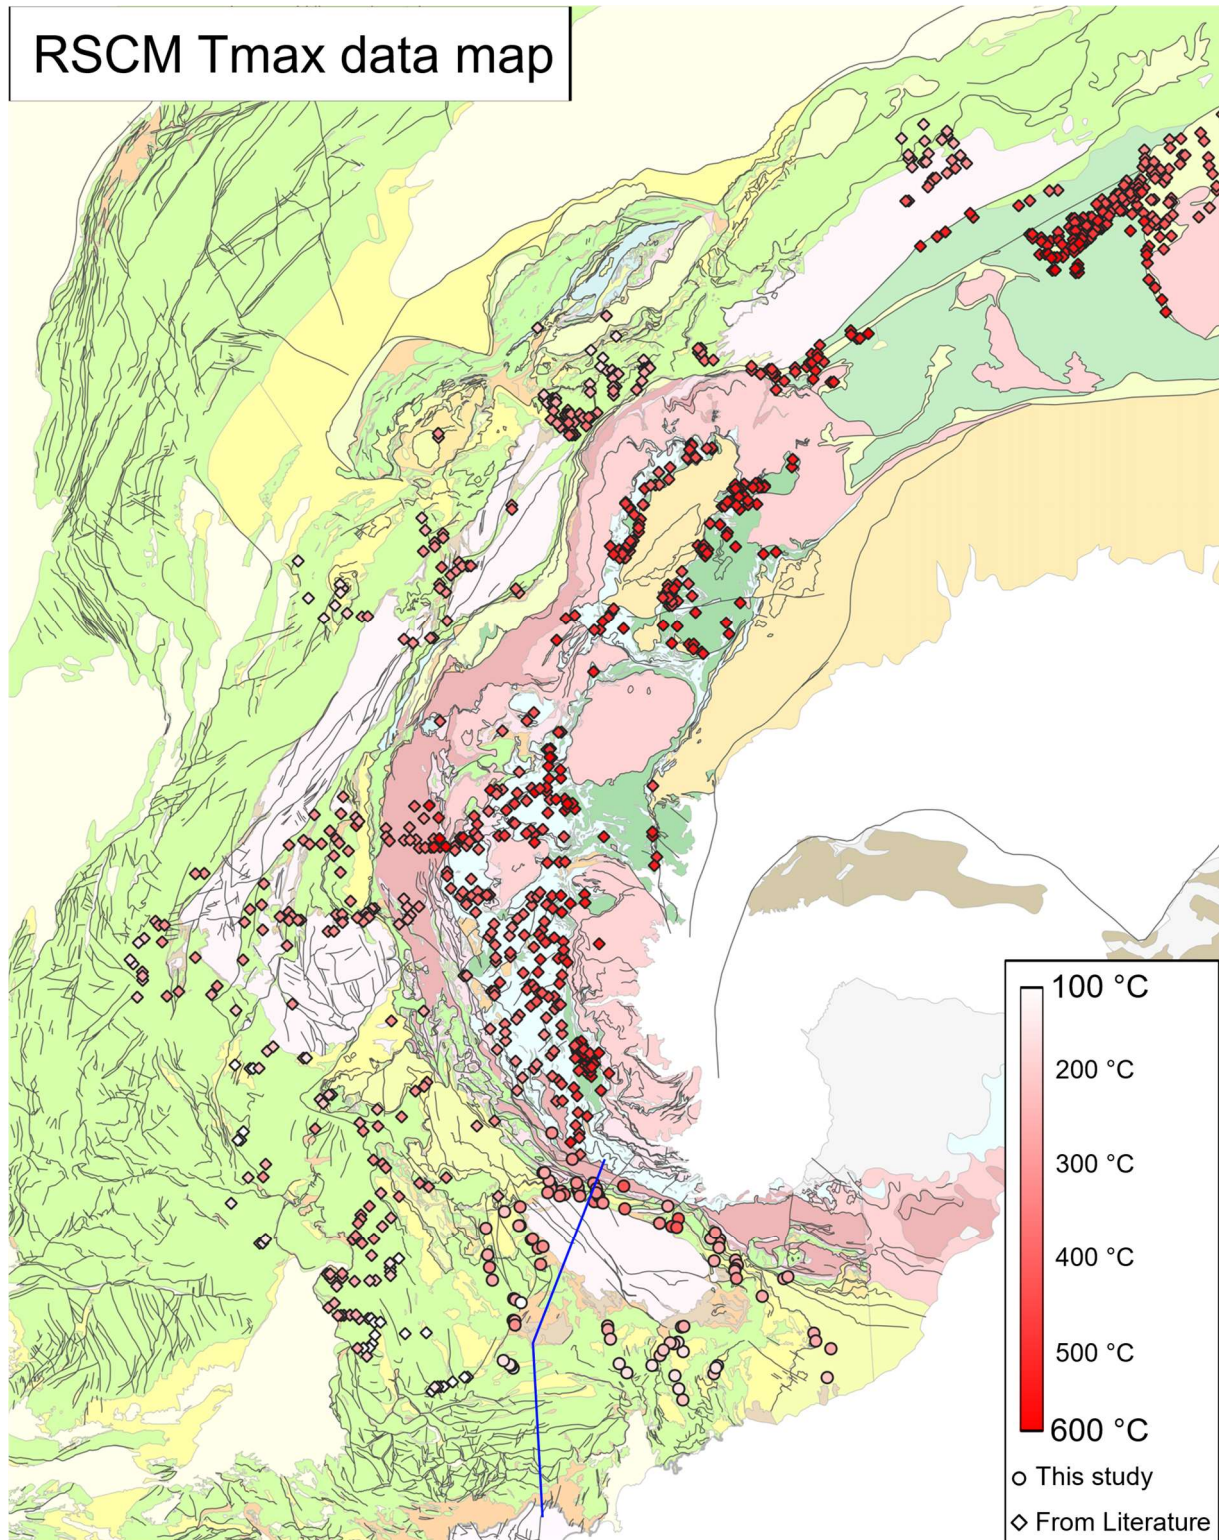 RSCM Tmax data map
100 °C
200 °C
300 °C
400 °C
500 °C
600 °C
This study
From Literature